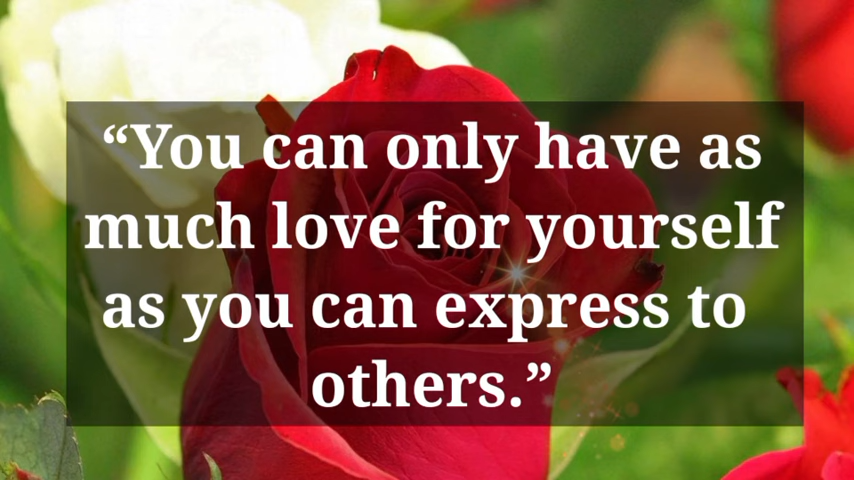 “You can only have as
much love for yourself
as you can express to
others.”